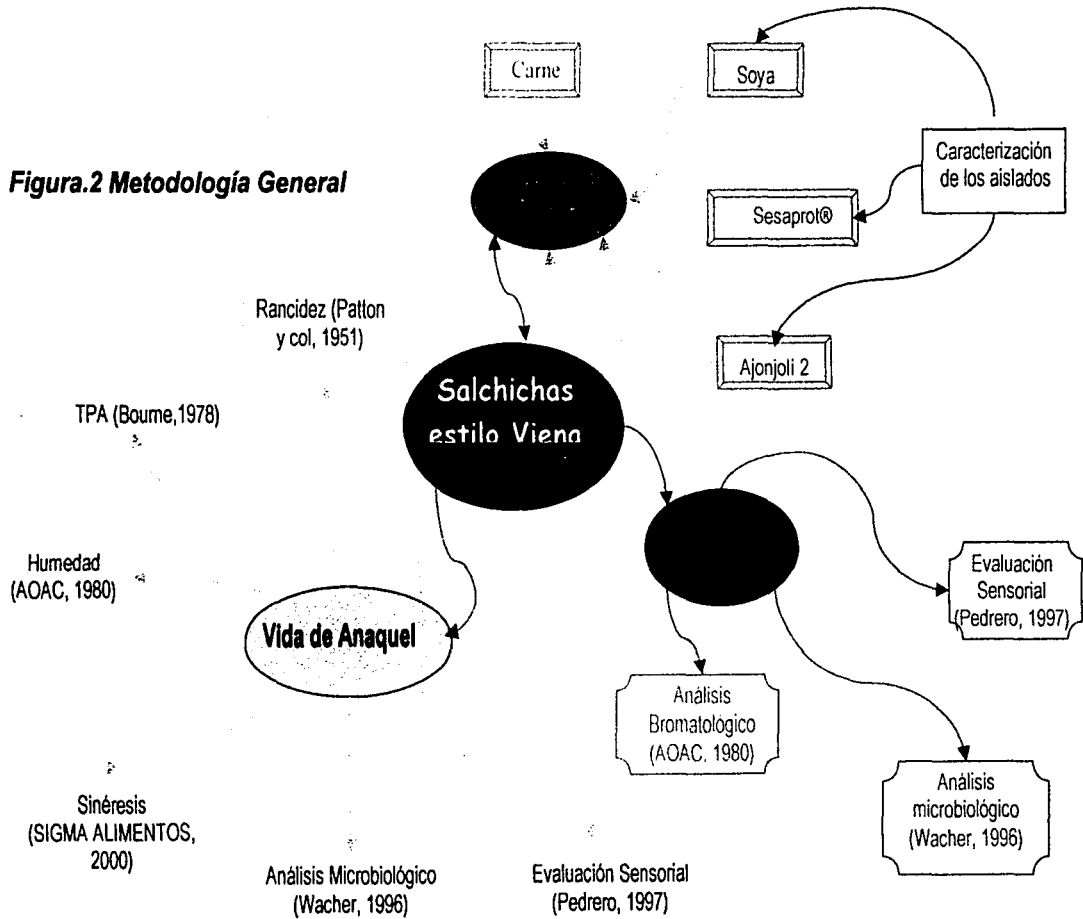 Carne
Soya
Caracterización
de los aislados
Figura.2 Metodología General
Sesaprot®
Rancidez (Patton
y col, 1951)
Ajonjoli 2
Salchichas
estilo Viena
TPA (Bourne,1978)
Humedad
(AOAC, 1980)
Evaluación
Sensorial
(Pedrero, 1997)
Vida de Anaquel
Análisis
Bromatológico
(AOAC, 1980)
Análisis
microbiológico
(Wacher, 1996)
Sinéresis
(SIGMA ALIMENTOS,
2000)
Análisis Microbiológico
(Wacher, 1996)
Evaluación Sensorial
(Pedrero, 1997)